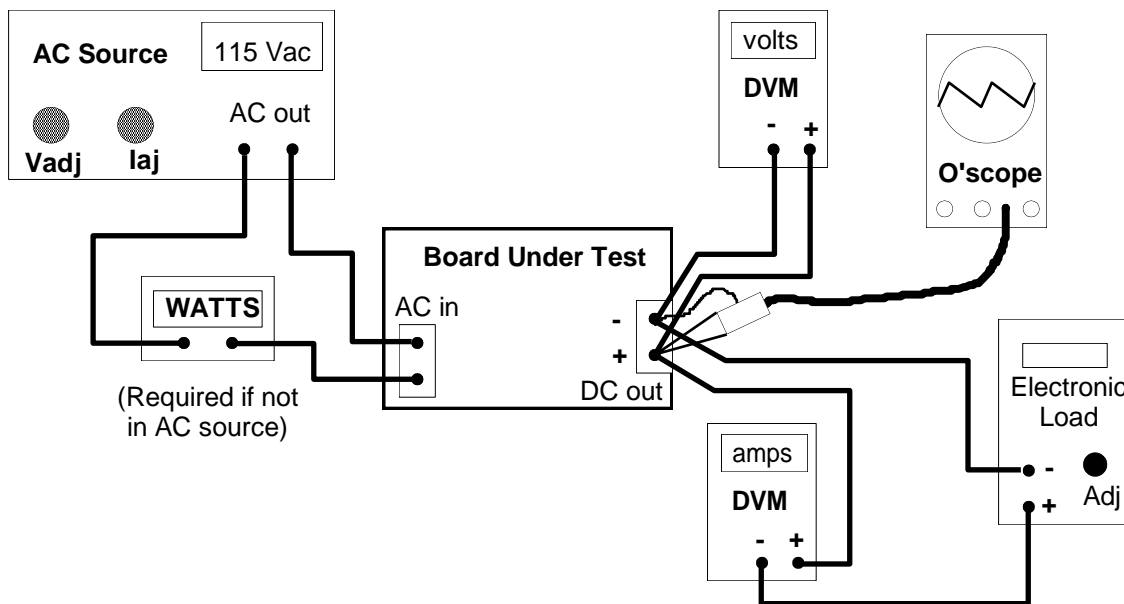 AC Source
115 Vac
AC out
Vadj
Iaj
WATTS
(Required if not
in AC source)
Board Under Test
AC in
-
+
DC out
volts
DVM
- +
O'scope
amps
DVM
- +
Electronic
Load
-
+
Adj